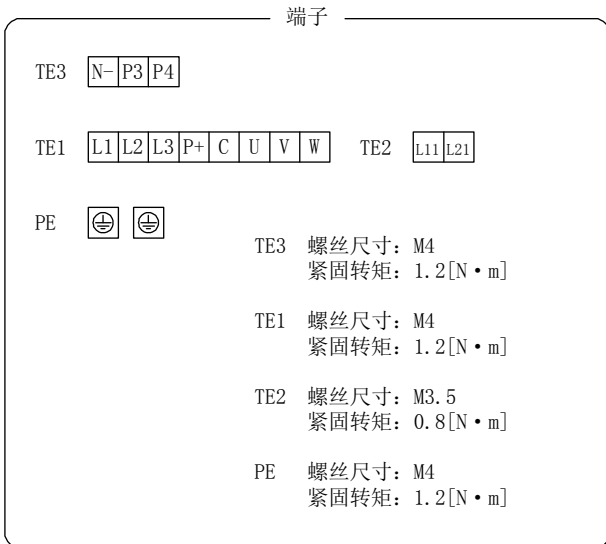 端子
TE3 N- P3 P4
TE1 L1 L2 L3 P+ C U V W TE2 L11 L21
PE
TE3 螺丝尺寸：M4
紧固转矩：1.2[N·m]
TE1 螺丝尺寸：M4
紧固转矩：1.2[N·m]
TE2 螺丝尺寸：M3.5
紧固转矩：0.8[N·m]
PE 螺丝尺寸：M4
紧固转矩：1.2[N·m]